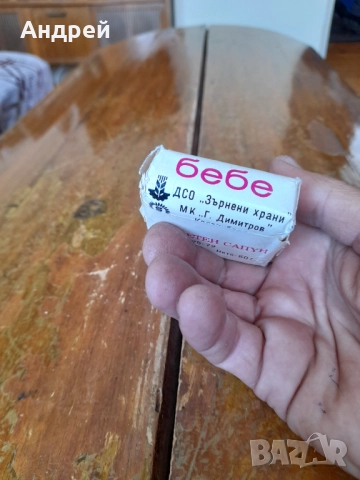 Андрей
бебе
ДСО „Зърнени храни"
МК „Г. Димитров"
САПУН
BAZAR